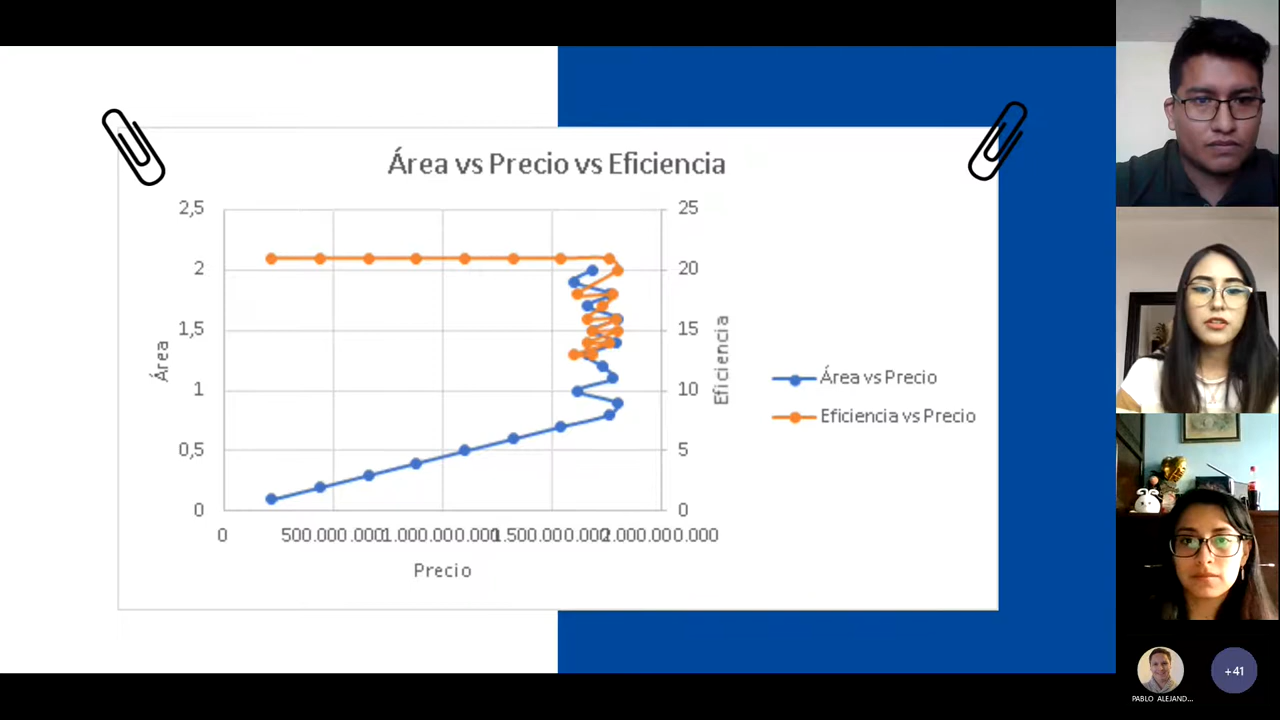 Área vs Precio vs Eficiencia
2,5
2
1,5
1
0,5
0
Área
25
20
15
10
5
0
Eficiencia
Área vs Precio
Eficiencia vs Precio
0
500.000.000
1.000.000.000
1.500.000.000
2.000.000.000
Precio
PABLO ALEJAND...
+41